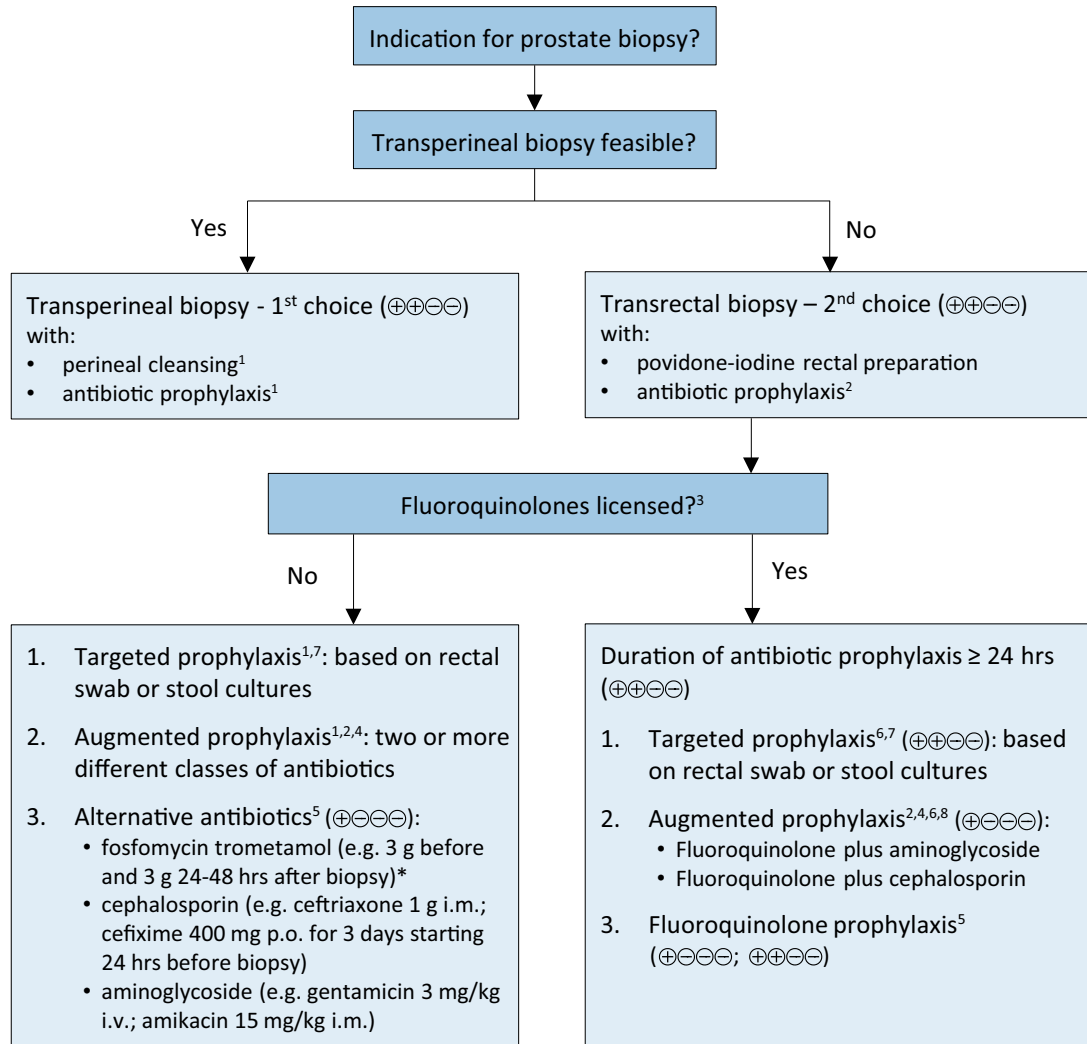 Indication for prostate biopsy?
Transperineal biopsy feasible?
Yes
No
Transperineal biopsy - 1st choice (⊕⊕⊖⊖)
with:
• perineal cleansing1
• antibiotic prophylaxis1
Transrectal biopsy – 2nd choice (⊕⊕⊖⊖)
with:
• povidone-iodine rectal preparation
• antibiotic prophylaxis2
Fluoroquinolones licensed?3
No
Yes
1. Targeted prophylaxis1,7: based on rectal
swab or stool cultures
2. Augmented prophylaxis1,2,4: two or more
different classes of antibiotics
3. Alternative antibiotics5 (⊕⊖⊖⊖):
• fosfomycin trometamol (e.g. 3 g before
and 3 g 24-48 hrs after biopsy)*
• cephalosporin (e.g. ceftriaxone 1 g i.m.;
cefixime 400 mg p.o. for 3 days starting
24 hrs before biopsy)
• aminoglycoside (e.g. gentamicin 3 mg/kg
i.v.; amikacin 15 mg/kg i.m.)
Duration of antibiotic prophylaxis ≥ 24 hrs
(⊕⊕⊖⊖)
1. Targeted prophylaxis6,7 (⊕⊕⊖⊖): based
on rectal swab or stool cultures
2. Augmented prophylaxis2,4,6,8 (⊕⊖⊖⊖):
• Fluoroquinolone plus aminoglycoside
• Fluoroquinolone plus cephalosporin
3. Fluoroquinolone prophylaxis5
(⊕⊖⊖⊖; ⊕⊕⊖⊖)